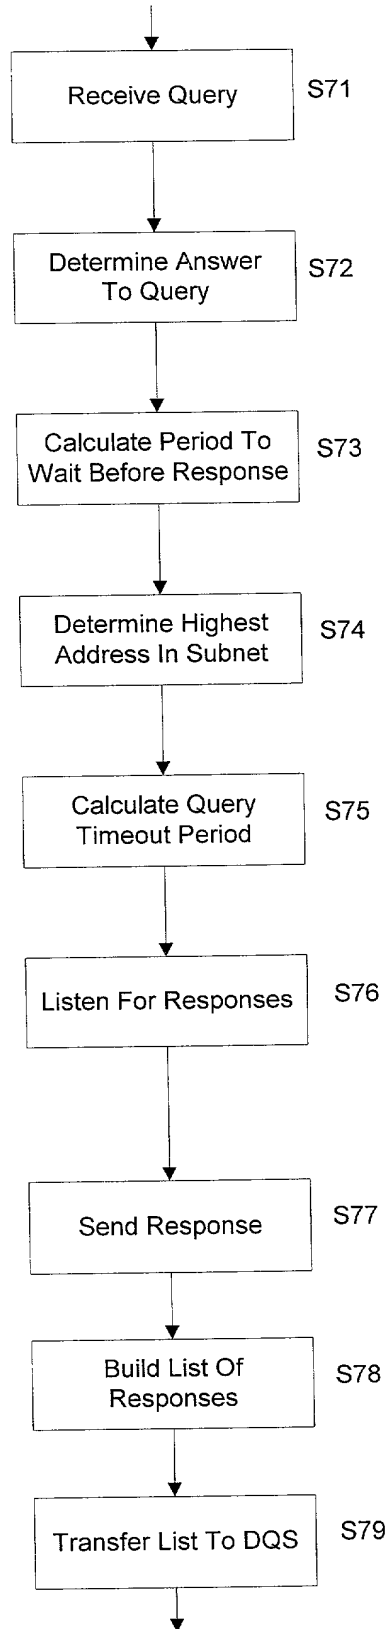 Receive Query
S71
Determine Answer
To Query
S72
Calculate Period To
Wait Before Response
S73
Determine Highest
Address In Subnet
S74
Calculate Query
Timeout Period
S75
Listen For Responses
S76
Send Response
S77
Build List Of
Responses
S78
Transfer List To DQS
S79